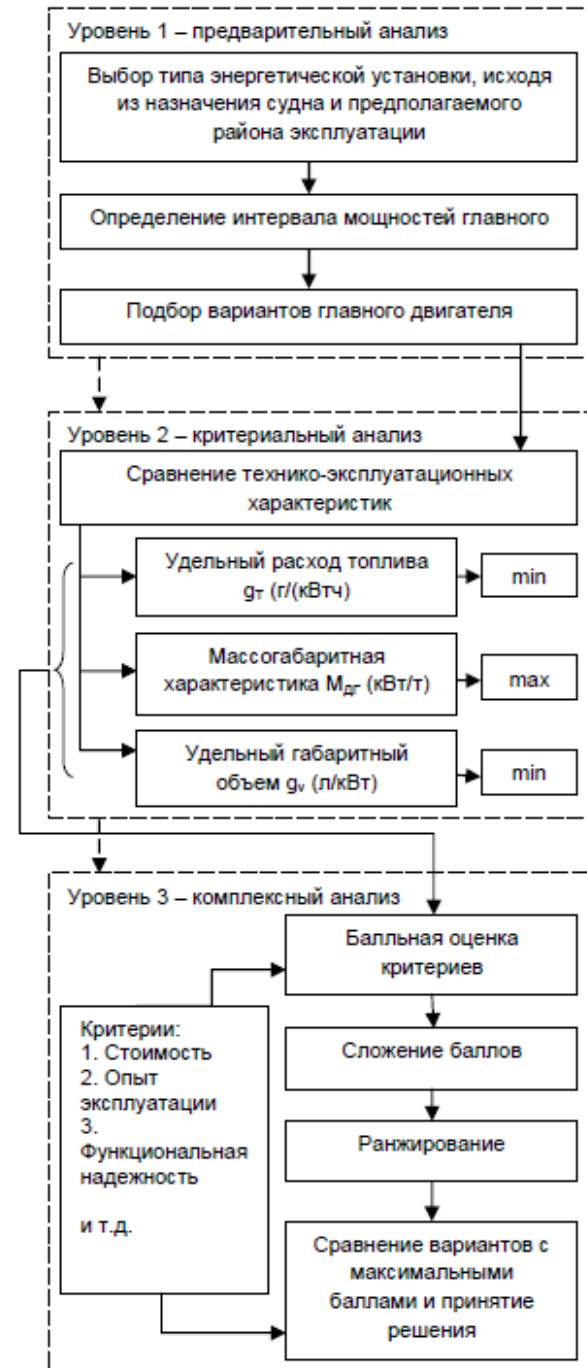 Уровень 1 – предварительный анализ
Выбор типа энергетической установки, исходя
из назначения судна и предполагаемого
района эксплуатации
Определение интервала мощностей главного
Подбор вариантов главного двигателя
Уровень 2 – критериальный анализ
Сравнение технико-эксплуатационных
характеристик
Удельный расход топлива
gТ (г/(кВтч)
min
Массогабаритная
характеристика МДГ (кВт/т)
max
Удельный габаритный
объем gv (л/кВт)
min
Уровень 3 – комплексный анализ
Балльная оценка
критериев
Критерии:
1. Стоимость
2. Опыт
эксплуатации
3.
Функциональная
надежность
и т.д.
Сложение баллов
Ранжирование
Сравнение вариантов с
максимальными
баллами и принятие
решения